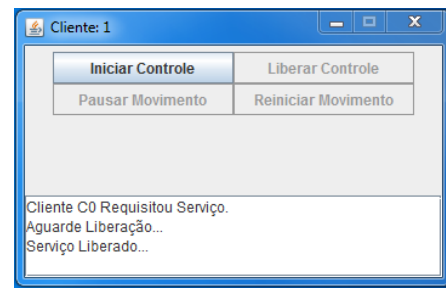 Cliente: 1
Iniciar Controle Liberar Controle
Pausar Movimento Reiniciar Movimento
Cliente C0 Requisitou Serviço.
Aguarde Liberação...
Serviço Liberado...